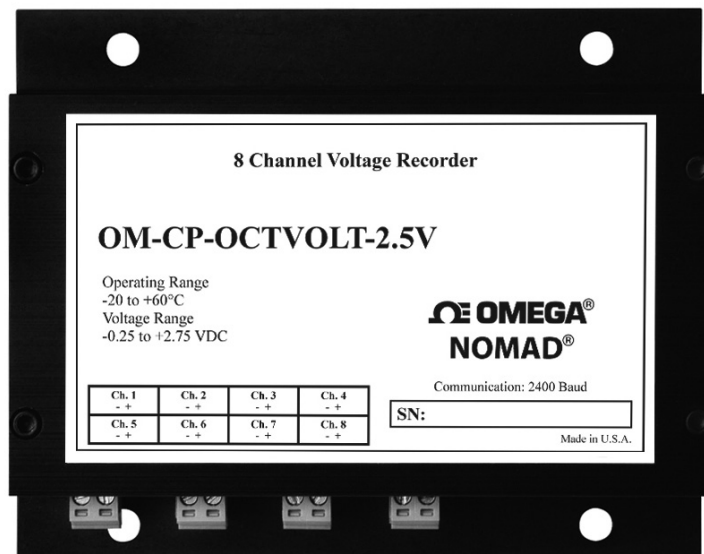 8 Channel Voltage Recorder
OM-CP-OCTVOLT-2.5V
Operating Range
-20 to +60°C
Voltage Range
-0.25 to +2.75 VDC
ΩE OMEGA®
NOMAD®
Communication: 2400 Baud
Ch. 1 Ch. 2 Ch. 3 Ch. 4
- + - + - + - +
Ch. 5 Ch. 6 Ch. 7 Ch. 8
- + - + - + - +
SN:
Made in U.S.A.